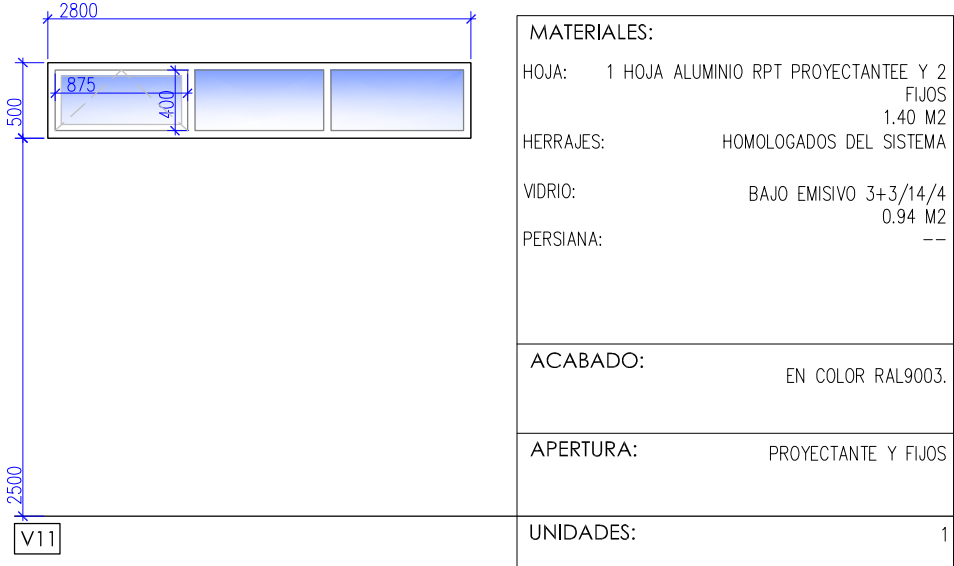 2800
875
400
500
2500
V11
MATERIALES:
HOJA: 1 HOJA ALUMINIO RPT PROYECTANTEE Y 2
FIJOS
1.40 M2
HERRAJES: HOMOLOGADOS DEL SISTEMA
VIDRIO: BAJO EMISIVO 3+3/14/4
0.94 M2
PERSIANA: --
ACABADO:
EN COLOR RAL9003.
APERTURA: PROYECTANTE Y FIJOS
UNIDADES: 1